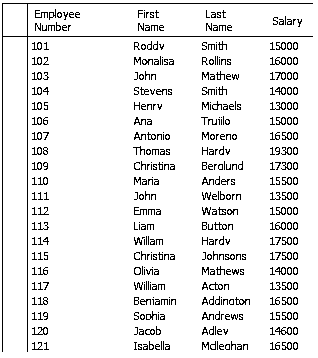 Employee Number First Name Last Name Salary
101 Roddy Smith 15000
102 Monalisa Rollins 16000
103 John Mathew 17000
104 Stevens Smith 14000
105 Henry Michaels 13000
106 Ana Trujilo 15000
107 Antonio Moreno 16500
108 Thomas Hardy 19300
109 Christina Berglund 17300
110 Maria Anders 15500
111 John Welborn 13500
112 Emma Watson 15000
113 Liam Button 16000
114 Willam Hardy 17500
115 Christina Johnsons 17500
116 Olivia Mathews 14000
117 William Acton 13500
118 Benjamin Addington 16500
119 Sophia Andrews 15500
120 Jacob Adley 14600
121 Isabella Mcleghan 16500